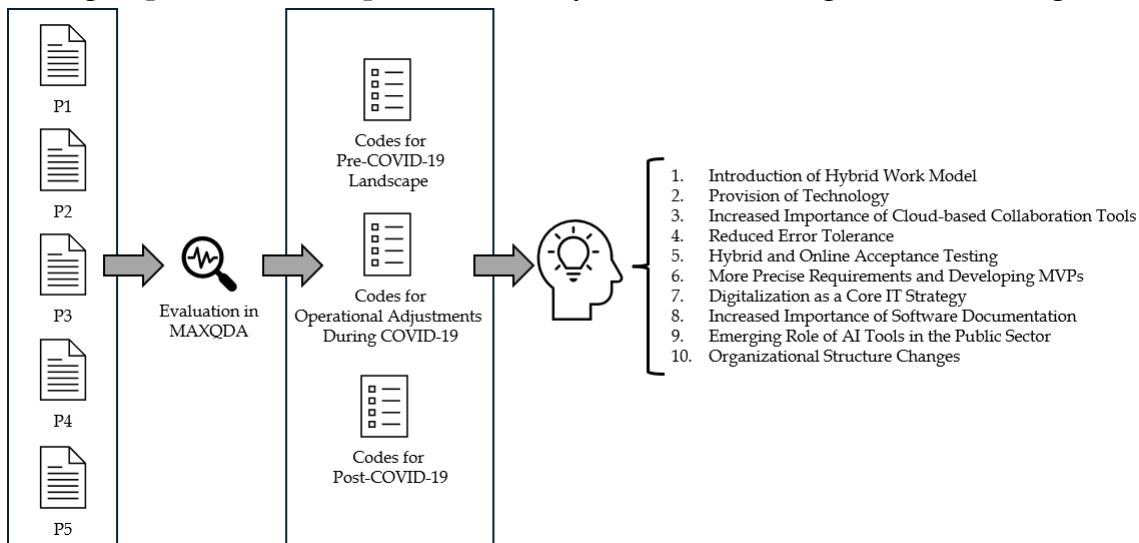 P1
P2
P3
P4
P5
Evaluation in
MAXQDA
Codes for
Pre-COVID-19
Landscape
Codes for
Operational Adjustments
During COVID-19
Codes for
Post-COVID-19
1. Introduction of Hybrid Work Model
2. Provision of Technology
3. Increased Importance of Cloud-based Collaboration Tools
4. Reduced Error Tolerance
5. Hybrid and Online Acceptance Testing
6. More Precise Requirements and Developing MVPs
7. Digitalization as a Core IT Strategy
8. Increased Importance of Software Documentation
9. Emerging Role of AI Tools in the Public Sector
10. Organizational Structure Changes